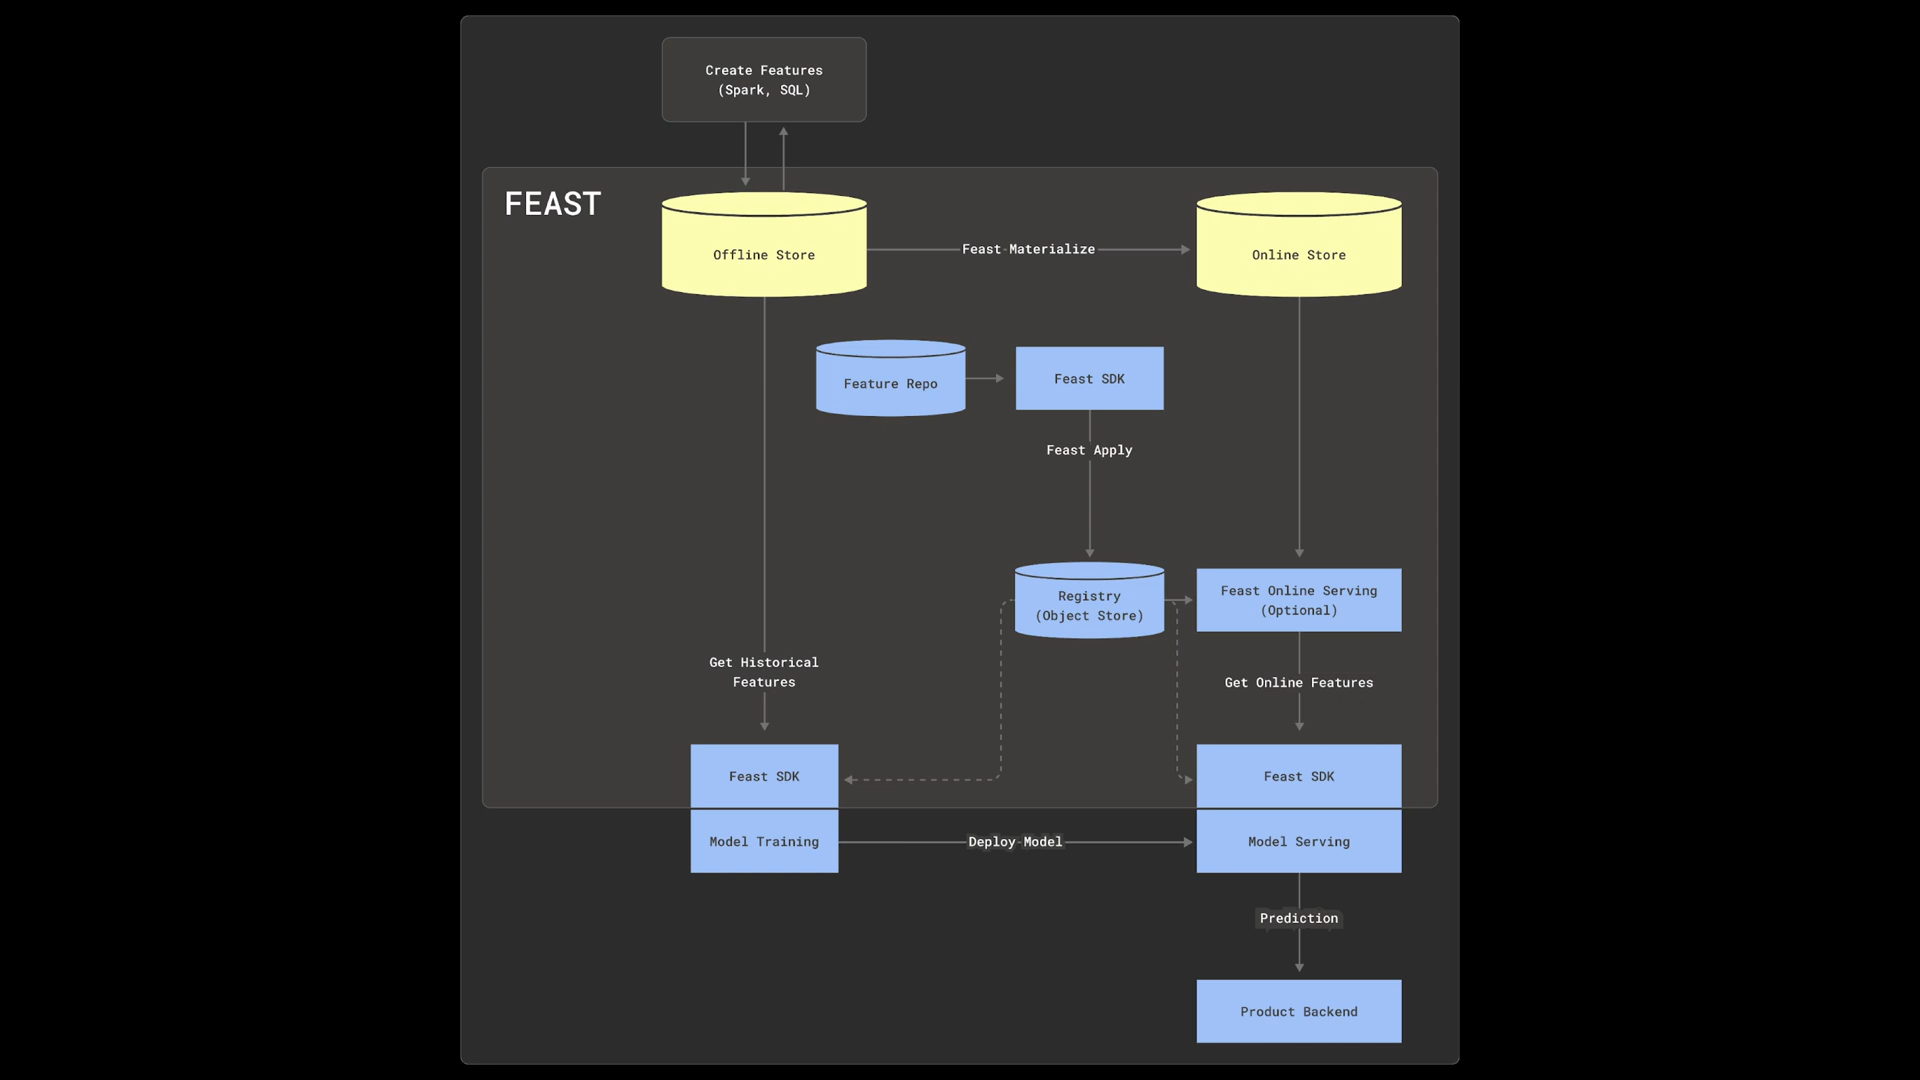 Create Features
(Spark, SQL)
FEAST
Offline Store
Feast Materialize
Online Store
Feature Repo
Feast SDK
Feast Apply
Registry
(Object Store)
Feast Online Serving
(Optional)
Get Historical
Features
Get Online Features
Feast SDK
Feast SDK
Model Training
Deploy Model
Model Serving
Prediction
Product Backend